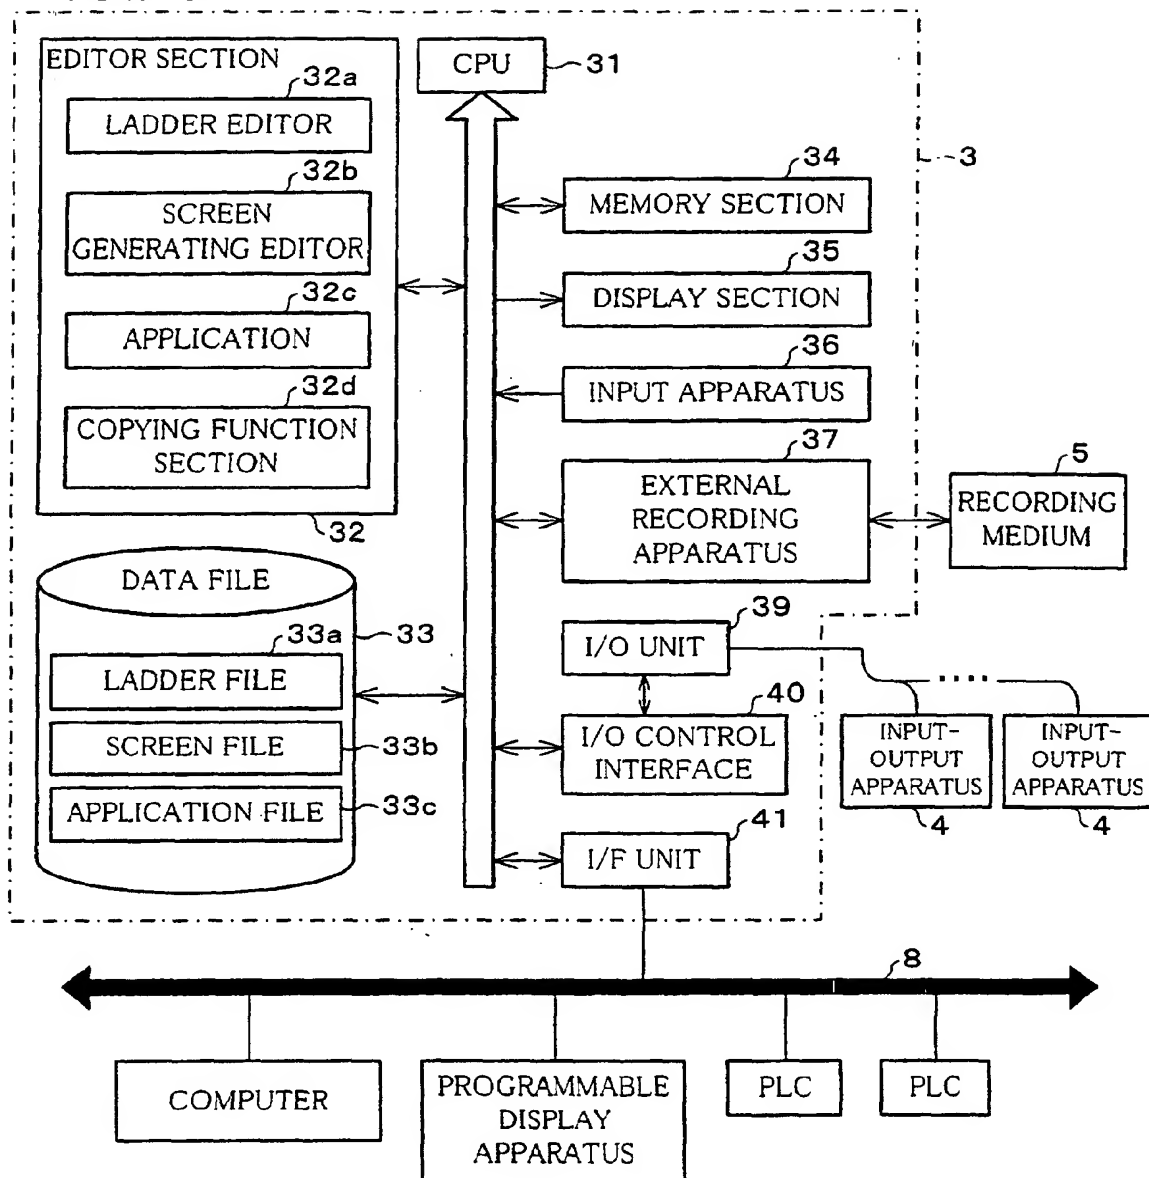 EDITOR SECTION
32a
LADDER EDITOR
32b
SCREEN
GENERATING EDITOR
32c
APPLICATION
32d
COPYING FUNCTION
SECTION
32
CPU
31
3
34
MEMORY SECTION
35
DISPLAY SECTION
36
INPUT APPARATUS
37
EXTERNAL
RECORDING
APPARATUS
5
RECORDING
MEDIUM
DATA FILE
33
33a
LADDER FILE
SCREEN FILE
33b
APPLICATION FILE
33c
39
I/O UNIT
40
I/O CONTROL
INTERFACE
41
I/F UNIT
INPUT-
OUTPUT
APPARATUS
4
INPUT-
OUTPUT
APPARATUS
4
8
COMPUTER
PROGRAMMABLE
DISPLAY
APPARATUS
PLC
PLC